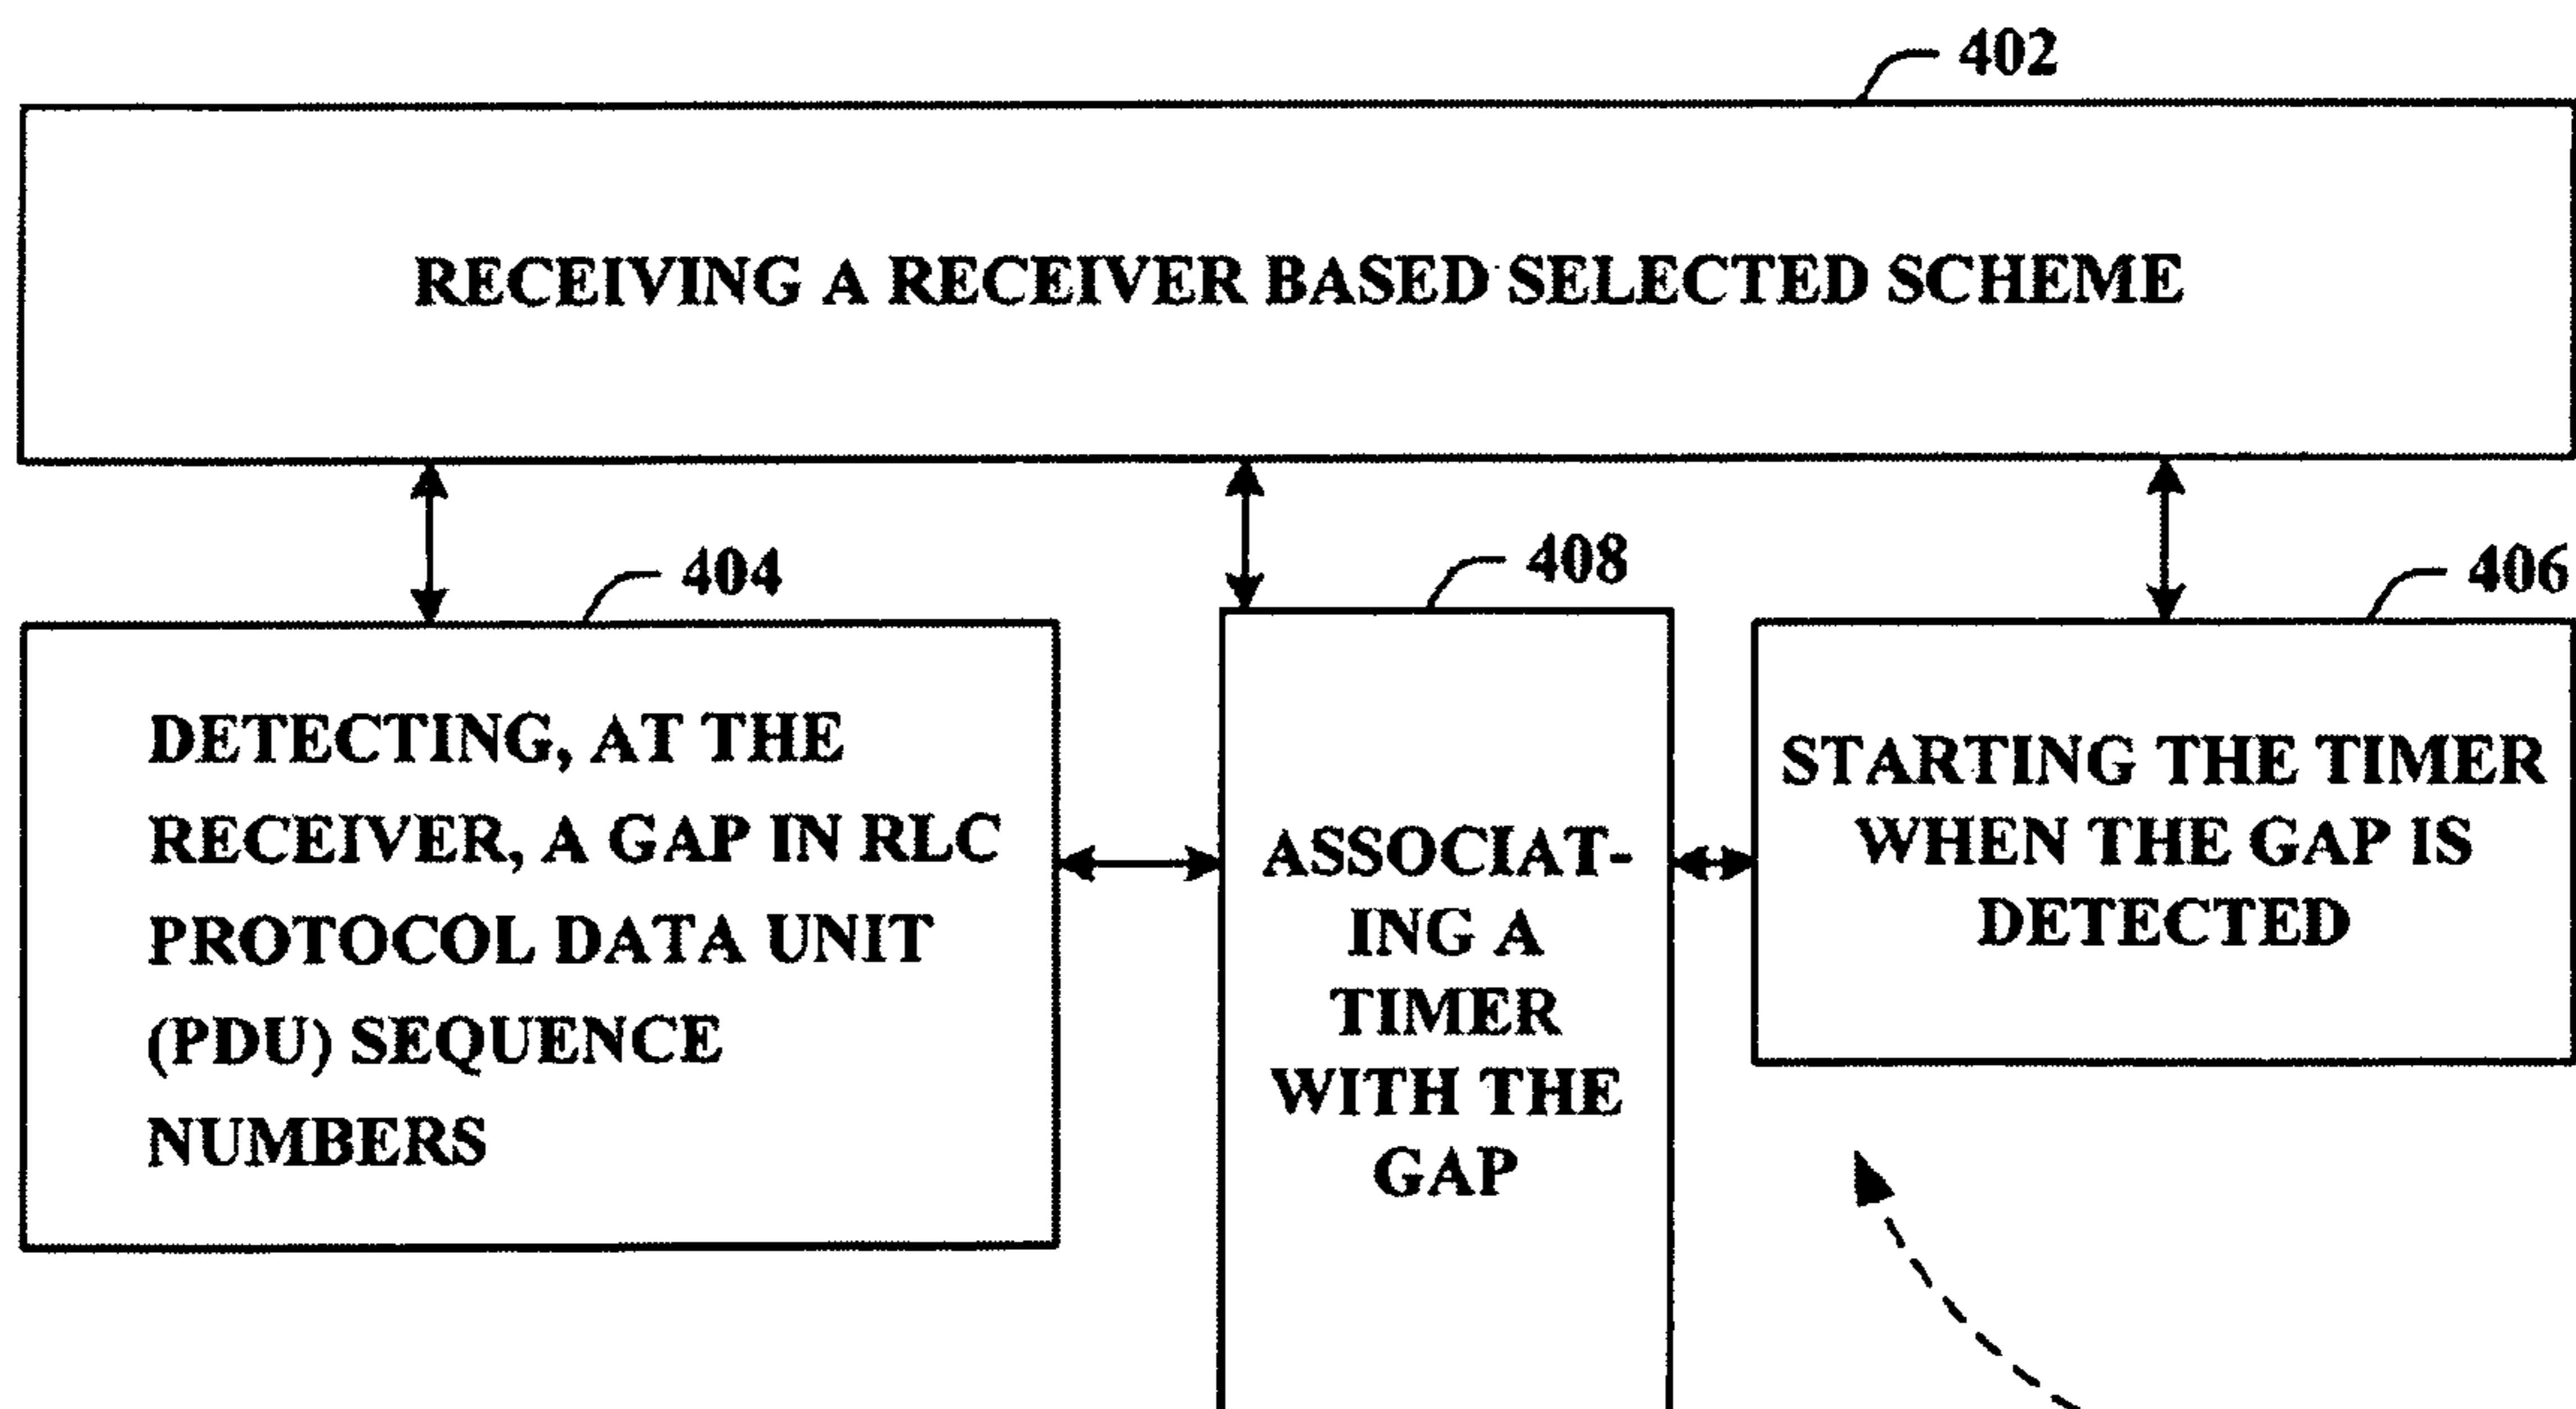 402
RECEIVING A RECEIVER BASED SELECTED SCHEME
404
DETECTING, AT THE
RECEIVER, A GAP IN RLC
PROTOCOL DATA UNIT
(PDU) SEQUENCE
NUMBERS
408
ASSOCIAT-
ING A
TIMER
WITH THE
GAP
406
STARTING THE TIMER
WHEN THE GAP IS
DETECTED